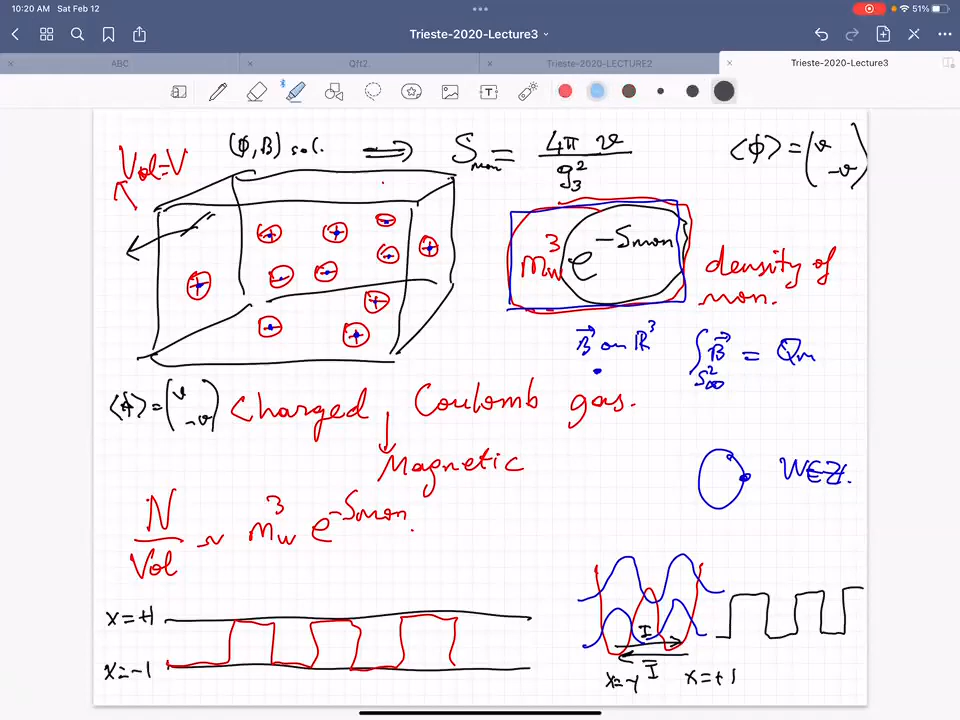 10:20 AM Sat Feb 12
51%
Trieste-2020-Lecture3
ABC
Qft2.
Trieste-2020-LECTURE2
Trieste-2020-Lecture3
Vol=V
(ϕ, B) sol. ⟹ S_mon = 4π v / g_3^2
<ϕ> = (v -v)
m_w^3 e^{-S_mon}
density of mon.
B⃗ on ℝ^3
∫_{S^2_∞} B⃗ = Q_m
<ϕ> = (v -v)
Charged Coulomb gas.
Magnetic
W∈ℤ.
N/Vol ~ m_w^3 e^{-S_mon}.
x=+1
x=-1
I
I̅
x=-1
x=+1